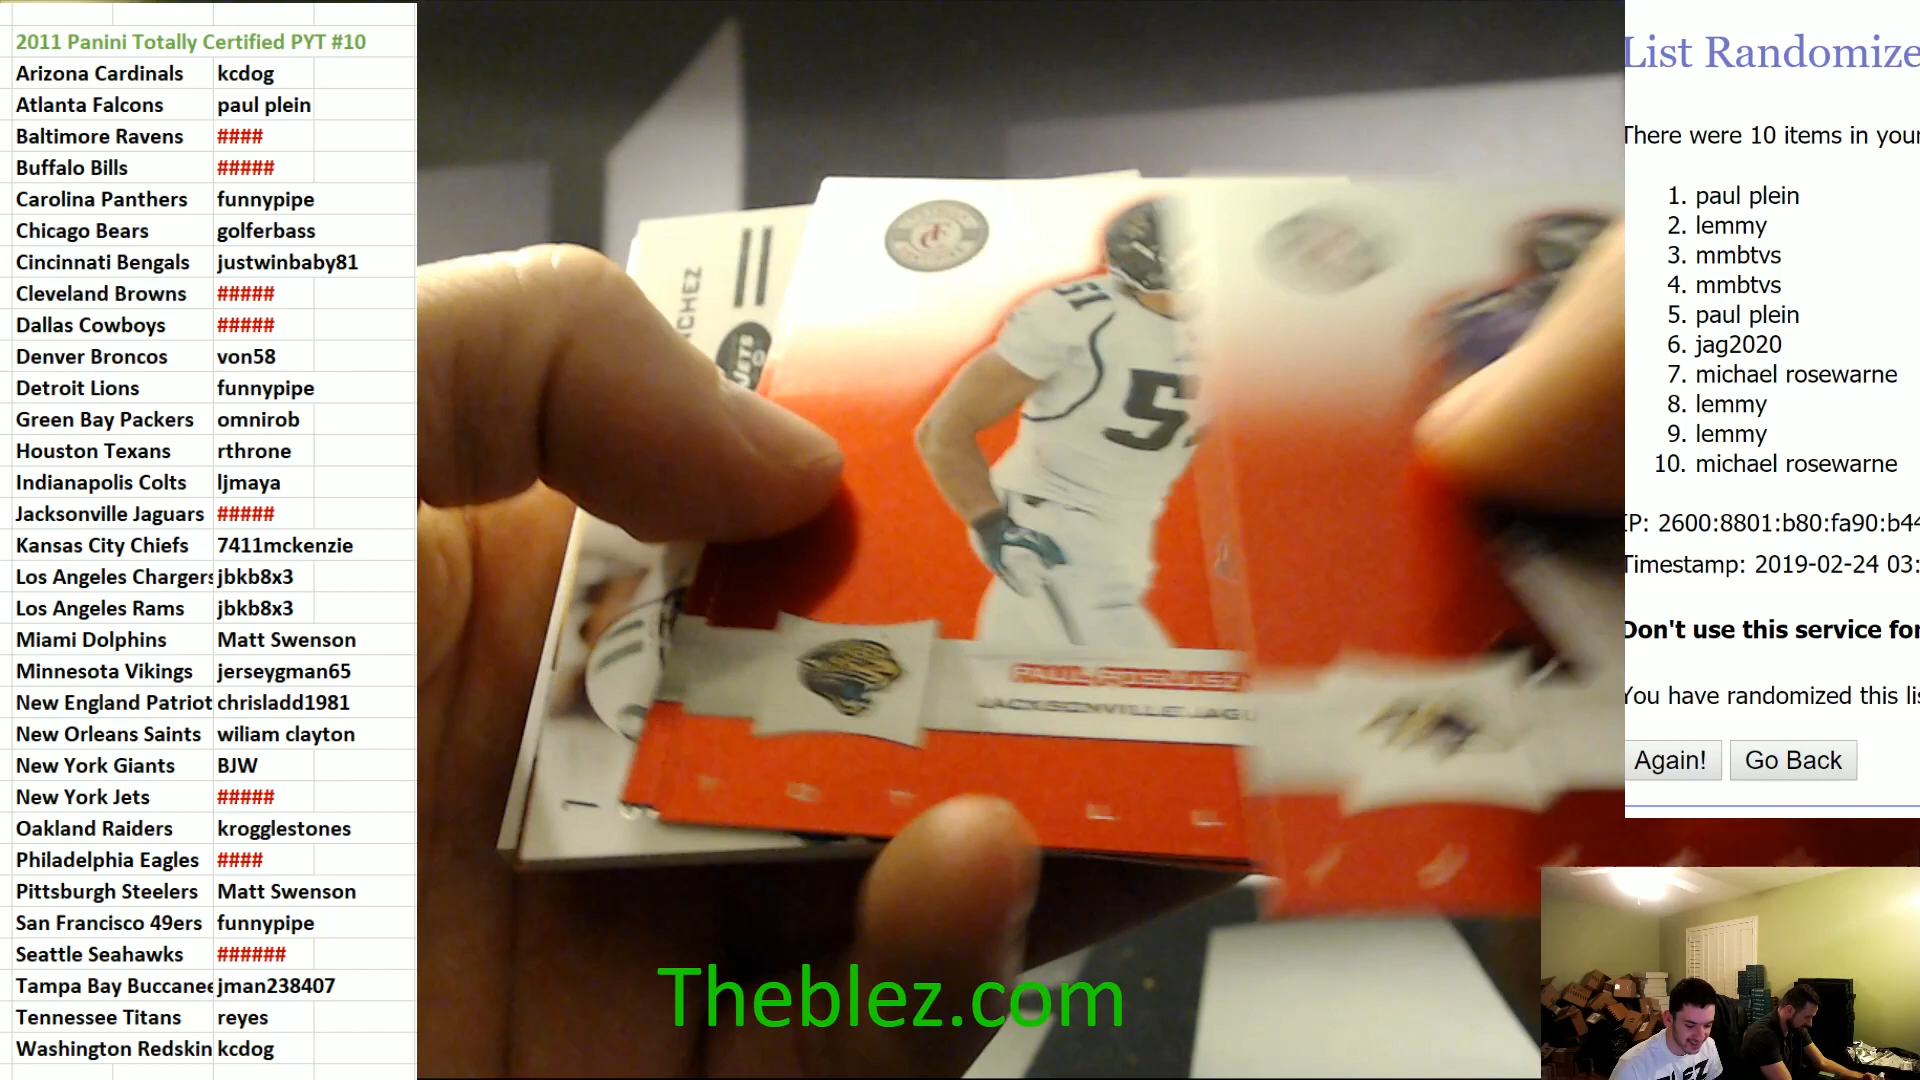 2011 Panini Totally Certified PYT #10
Arizona Cardinals kcdog
Atlanta Falcons paul plein
Baltimore Ravens ####
Buffalo Bills #####
Carolina Panthers funnypipe
Chicago Bears golferbass
Cincinnati Bengals justwinbaby81
Cleveland Browns #####
Dallas Cowboys #####
Denver Broncos von58
Detroit Lions funnypipe
Green Bay Packers omnirob
Houston Texans rthrone
Indianapolis Colts ljmaya
Jacksonville Jaguars #####
Kansas City Chiefs 7411mckenzie
Los Angeles Chargers jbkb8x3
Los Angeles Rams jbkb8x3
Miami Dolphins Matt Swenson
Minnesota Vikings jerseygman65
New England Patriot chrisladd1981
New Orleans Saints wiliam clayton
New York Giants BJW
New York Jets #####
Oakland Raiders krogglestones
Philadelphia Eagles ####
Pittsburgh Steelers Matt Swenson
San Francisco 49ers funnypipe
Seattle Seahawks ######
Tampa Bay Buccanee jman238407
Tennessee Titans reyes
Washington Redskin kcdog
CHEZ
JETS
51
51
PAUL POSLUSZ
JACKSONVILLE JAGU
Theblez.com
List Randomize
There were 10 items in your
1. paul plein
2. lemmy
3. mmbtvs
4. mmbtvs
5. paul plein
6. jag2020
7. michael rosewarne
8. lemmy
9. lemmy
10. michael rosewarne
IP: 2600:8801:b80:fa90:b44
Timestamp: 2019-02-24 03:
Don't use this service for
You have randomized this lis
Again! Go Back